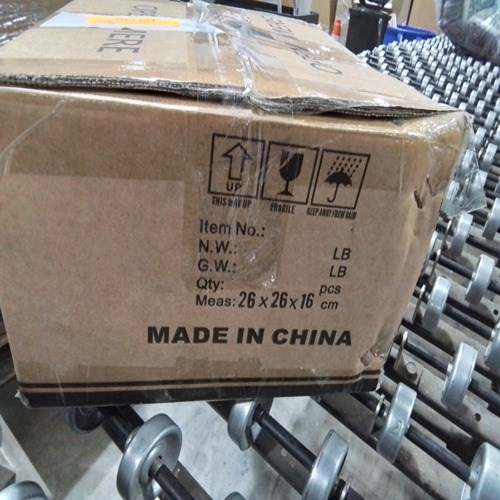 UP
THIS WAY UP
FRAGILE
KEEP AWAY FROM RAIN
Item No.:
N.W.: LB
G.W.: LB
Qty: pcs
Meas: 26 x 26 x 16 cm
MADE IN CHINA